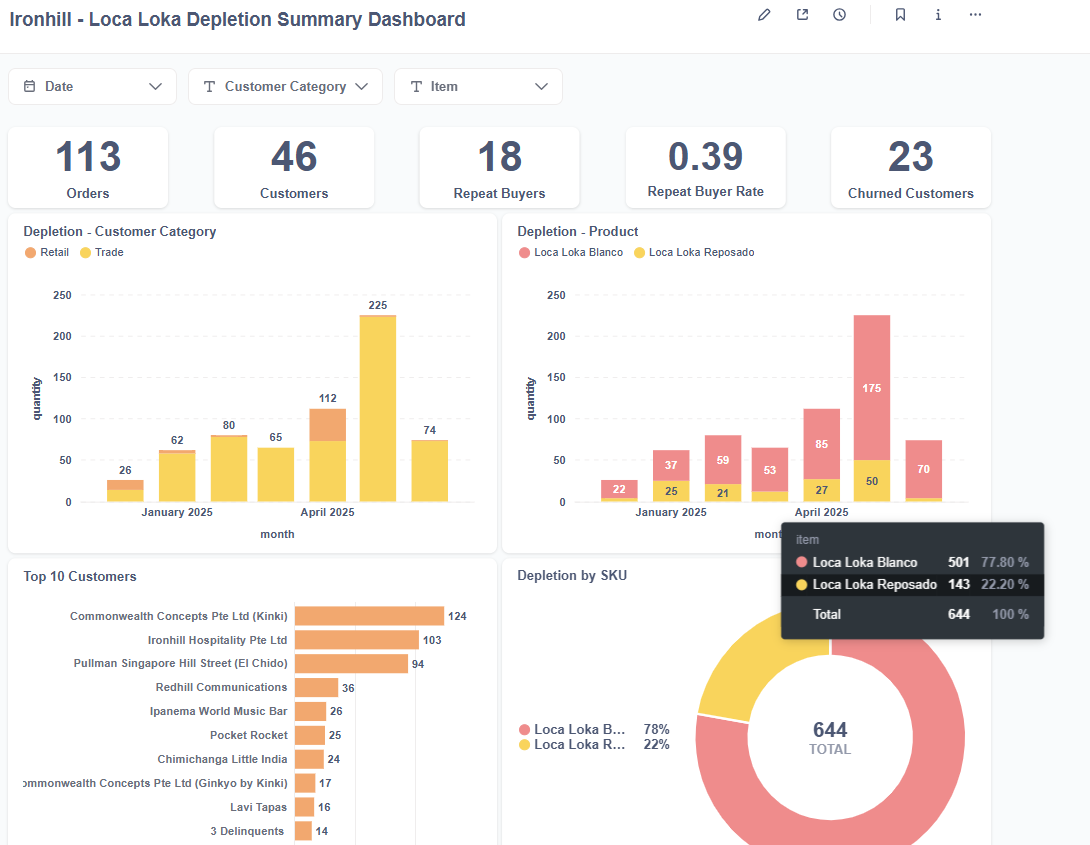 Ironhill - Loca Loka Depletion Summary Dashboard
Date
Customer Category
Item
113
Orders
46
Customers
18
Repeat Buyers
0.39
Repeat Buyer Rate
23
Churned Customers
Depletion - Customer Category
Retail Trade
250
200
150
100
50
0
quantity
26
62
80
65
112
225
74
January 2025
April 2025
month
Depletion - Product
Loca Loka Blanco Loca Loka Reposado
250
200
150
100
50
0
quantity
22
37
25
59
21
53
85
27
175
50
70
January 2025
April 2025
mont
item
Loca Loka Blanco 501 77.80 %
Loca Loka Reposado 143 22.20 %
Total 644 100 %
Top 10 Customers
Commonwealth Concepts Pte Ltd (Kinki) 124
Ironhill Hospitality Pte Ltd 103
Pullman Singapore Hill Street (El Chido) 94
Redhill Communications 36
Ipanema World Music Bar 26
Pocket Rocket 25
Chimichanga Little India 24
ommonwealth Concepts Pte Ltd (Ginkyo by Kinki) 17
Lavi Tapas 16
3 Delinquents 14
Depletion by SKU
Loca Loka B... 78%
Loca Loka R... 22%
644
TOTAL